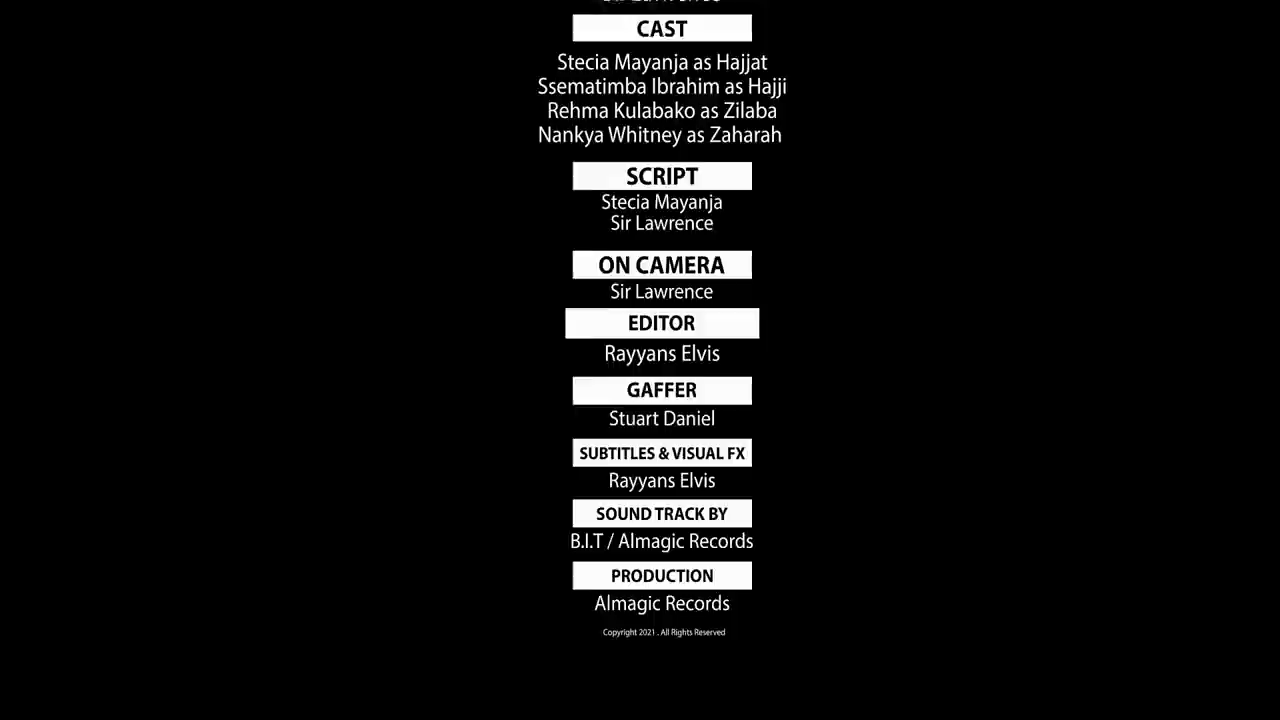 CAST
Stecia Mayanja as Hajjat
Ssematimba Ibrahim as Hajji
Rehma Kulabako as Zilaba
Nankya Whitney as Zaharah
SCRIPT
Stecia Mayanja
Sir Lawrence
ON CAMERA
Sir Lawrence
EDITOR
Rayyans Elvis
GAFFER
Stuart Daniel
SUBTITLES & VISUAL FX
Rayyans Elvis
SOUND TRACK BY
B.I.T / Almagic Records
PRODUCTION
Almagic Records
Copyright 2021 . All Rights Reserved